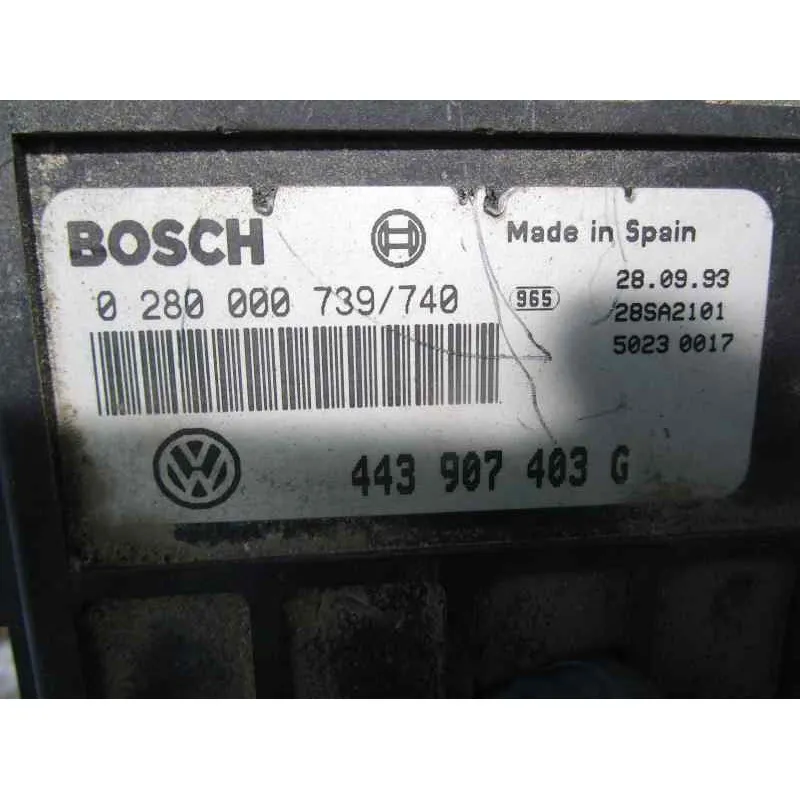 BOSCH Made in Spain
0 280 000 739/740 965 28.09.93
28SA2101
5023 0017
VW 443 907 403 G